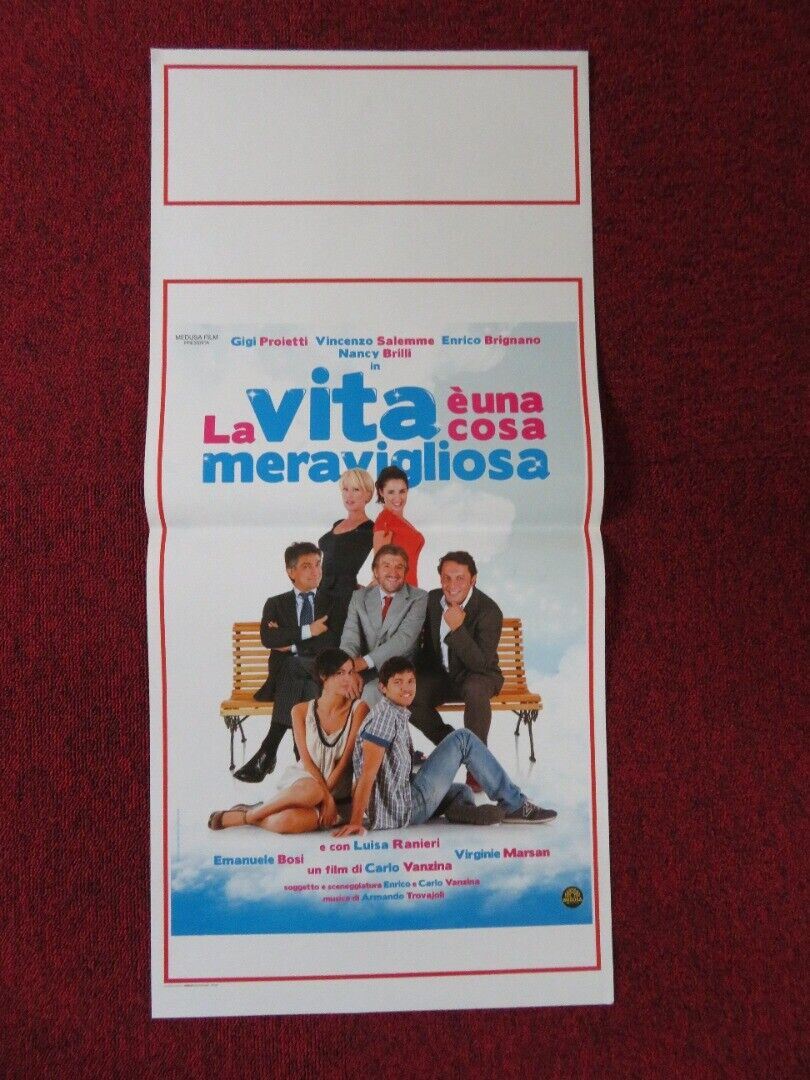 MEDUSA FILM
PRESENTA
Gigi Proietti Vincenzo Salemme Enrico Brignano
Nancy Brilli
in
La vita è una
cosa
meravigliosa
e con Luisa Ranieri
Emanuele Bosi Virginie Marsan
un film di Carlo Vanzina
soggetto e sceneggiatura Enrico e Carlo Vanzina
musica di Armando Trovajoli
MEDUSA